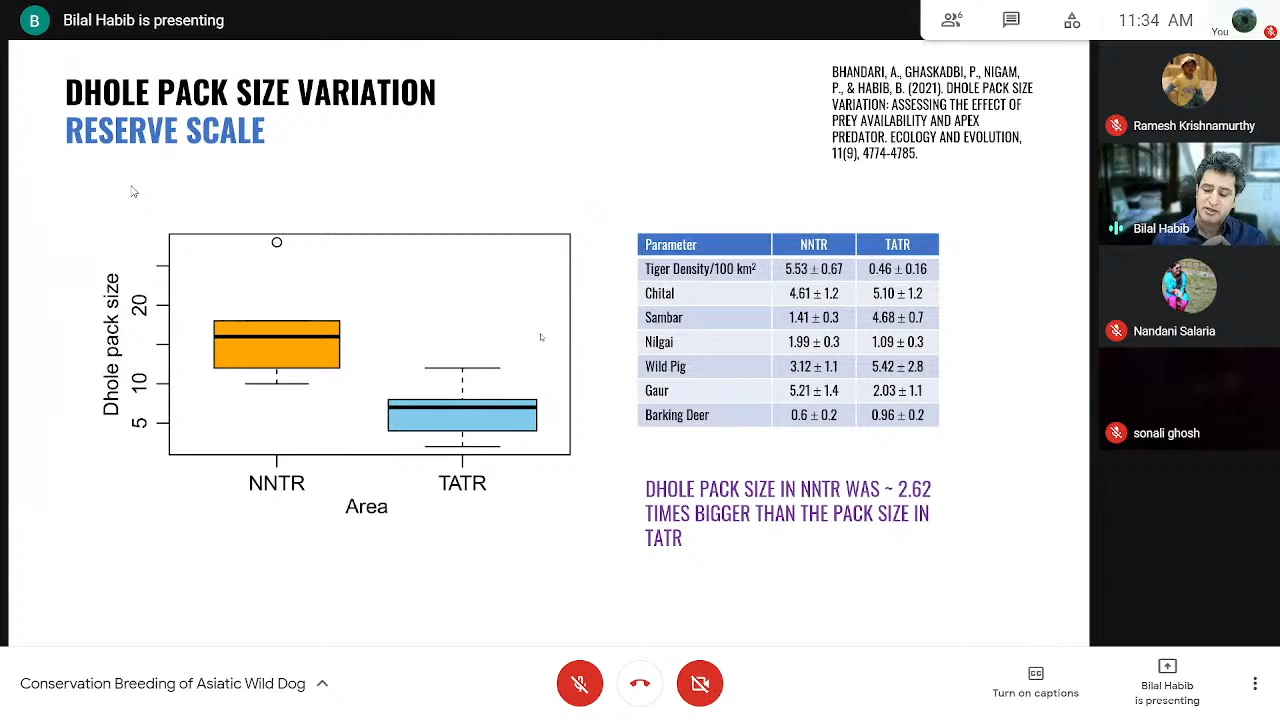 B
Bilal Habib is presenting
6
11:34 AM
You
DHOLE PACK SIZE VARIATION
RESERVE SCALE
BHANDARI, A., GHASKADBI, P., NIGAM,
P., & HABIB, B. (2021). DHOLE PACK SIZE
VARIATION: ASSESSING THE EFFECT OF
PREY AVAILABILITY AND APEX
PREDATOR. ECOLOGY AND EVOLUTION,
11(9), 4774-4785.
Dhole pack size
20
10
5
NNTR TATR
Area
Parameter NNTR TATR
Tiger Density/100 km² 5.53 ± 0.67 0.46 ± 0.16
Chital 4.61 ± 1.2 5.10 ± 1.2
Sambar 1.41 ± 0.3 4.68 ± 0.7
Nilgai 1.99 ± 0.3 1.09 ± 0.3
Wild Pig 3.12 ± 1.1 5.42 ± 2.8
Gaur 5.21 ± 1.4 2.03 ± 1.1
Barking Deer 0.6 ± 0.2 0.96 ± 0.2
DHOLE PACK SIZE IN NNTR WAS ~ 2.62
TIMES BIGGER THAN THE PACK SIZE IN
TATR
Ramesh Krishnamurthy
Bilal Habib
Nandani Salaria
sonali ghosh
Conservation Breeding of Asiatic Wild Dog
CC
Turn on captions
Bilal Habib
is presenting